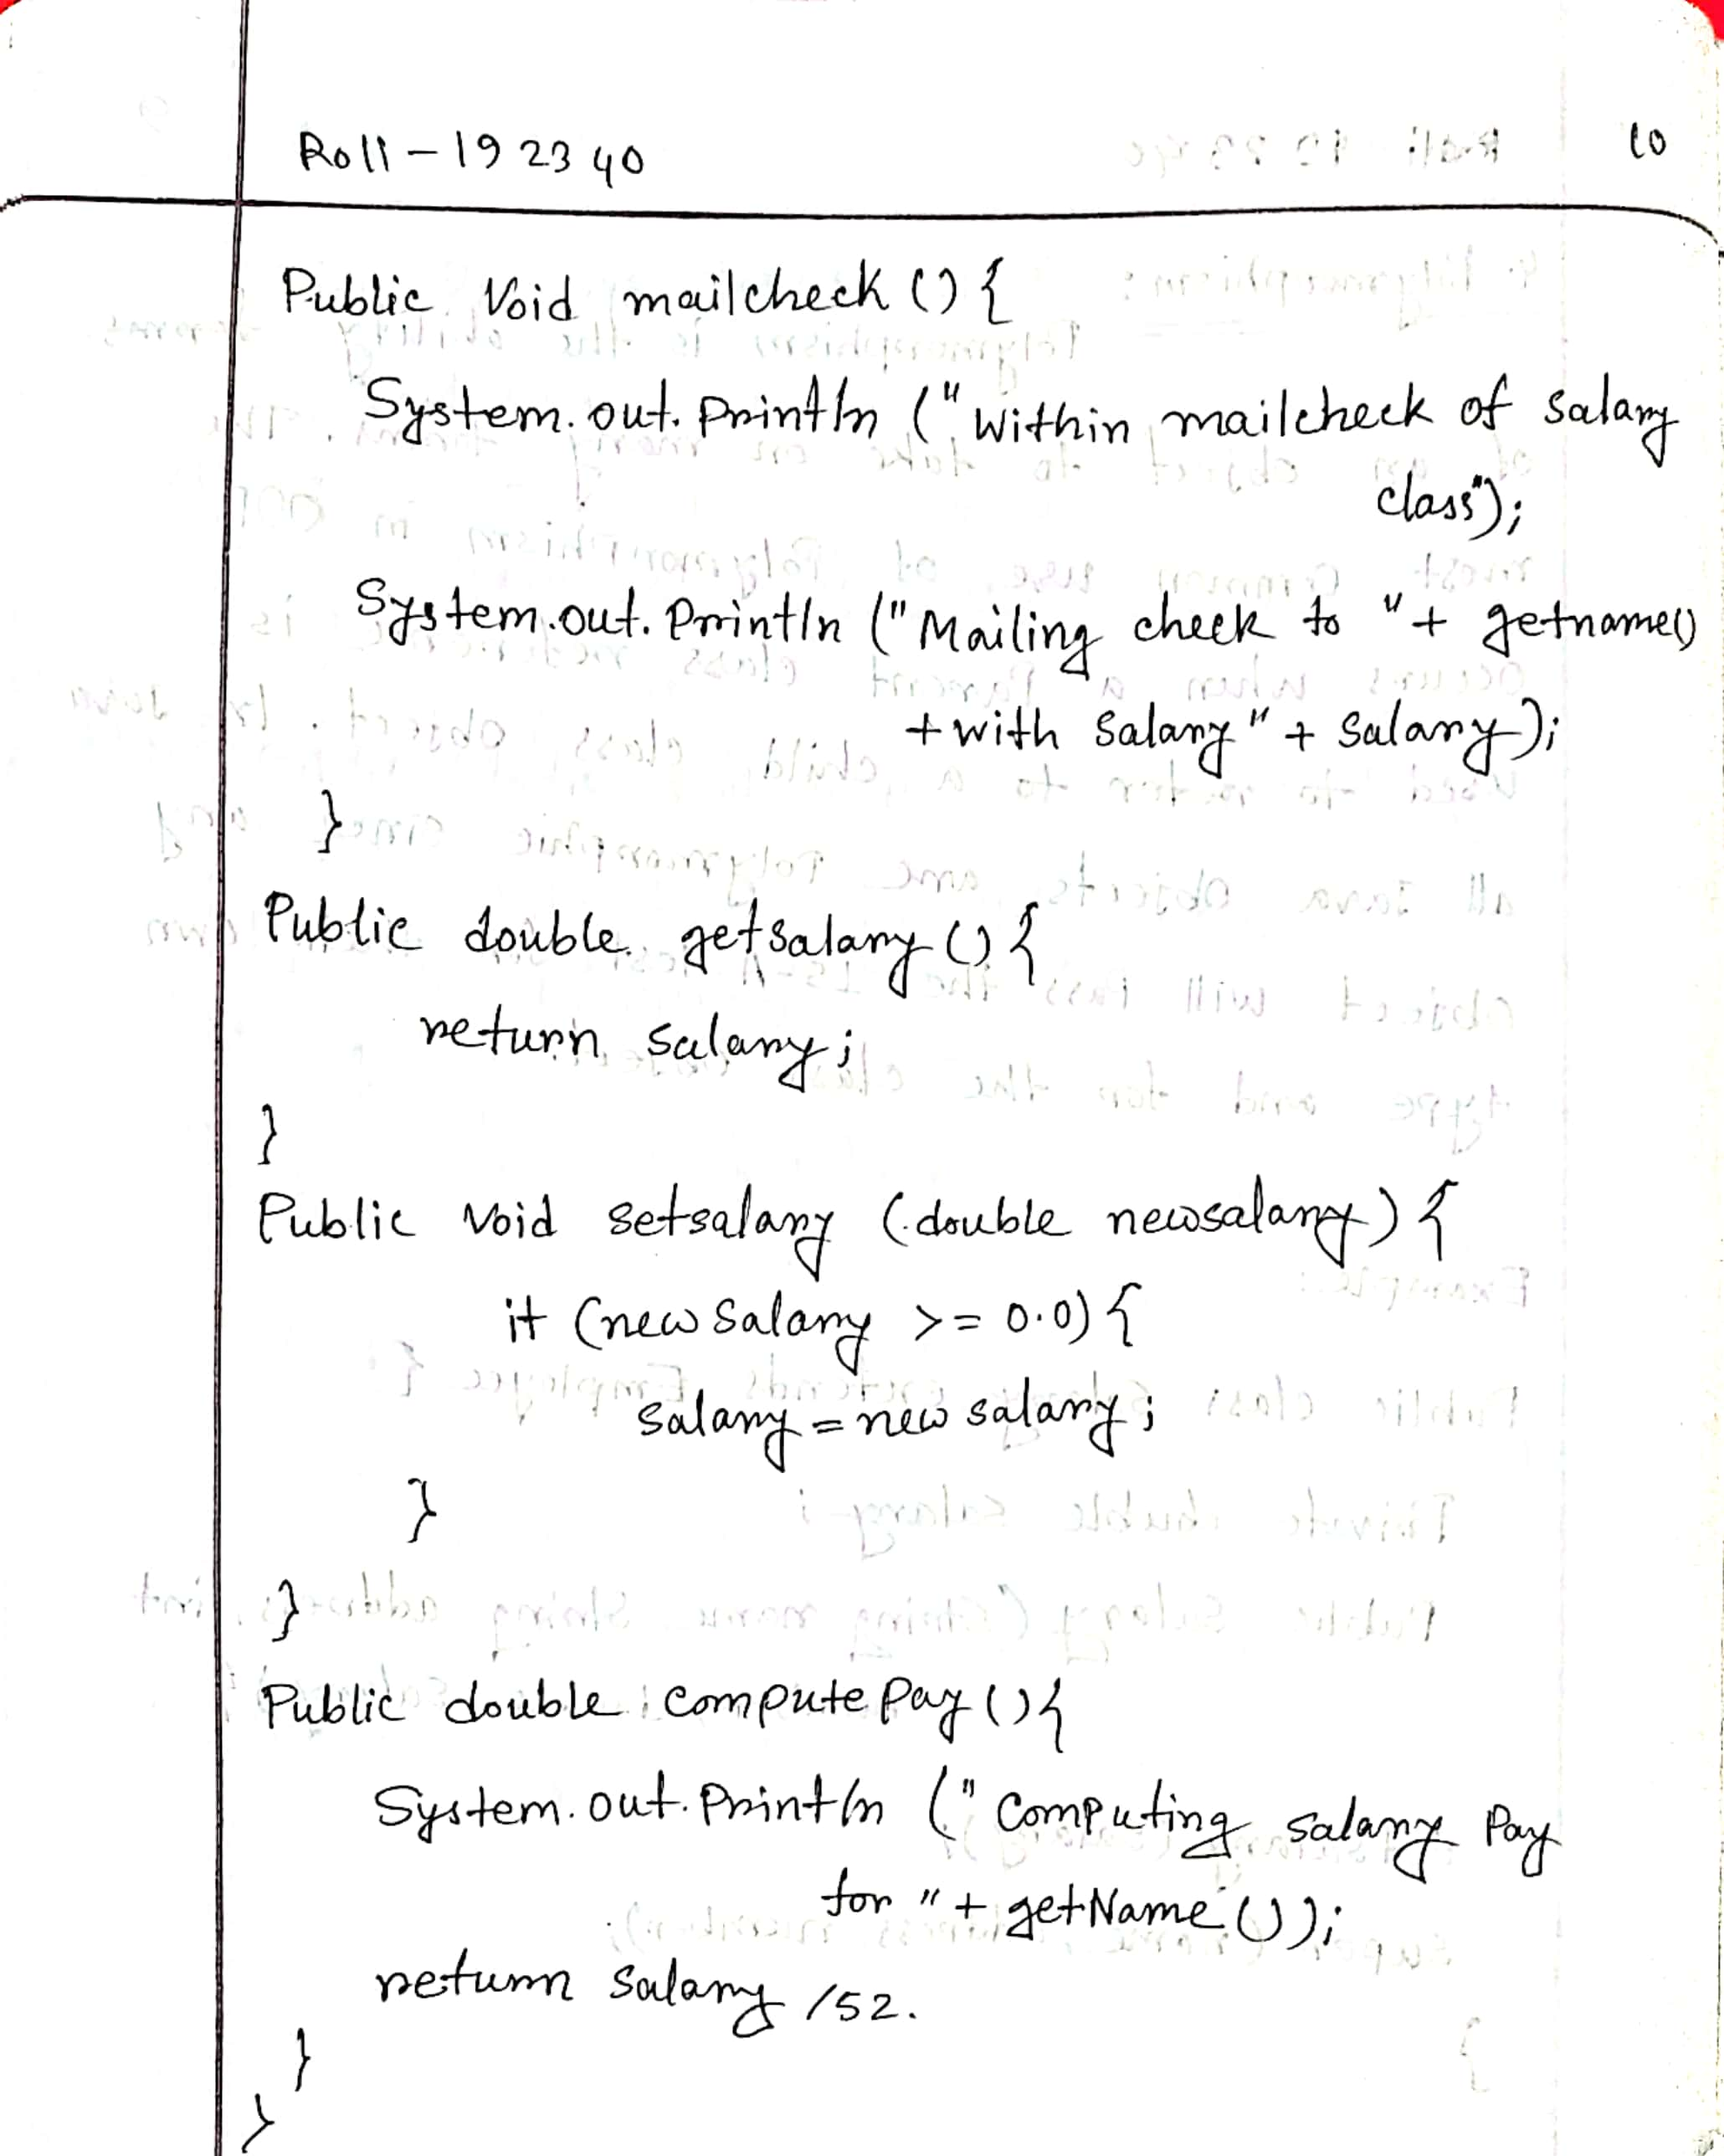 Roll-192340
10
Public Void mailcheck () {
System.out.Println ("Within mailcheck of salary
class");
System.out.Println ("Mailing check to "+ getname()
+with salary" + salary);
}
Public double getsalary () {
return salary;
}
Public Void setsalary (double newsalary) {
if (new salary >= 0.0) {
salary = new salary;
}
}
Public double compute Pay () {
System.out.Println ("Computing salary Pay
for "+ getName ());
return salary /52.
}
}